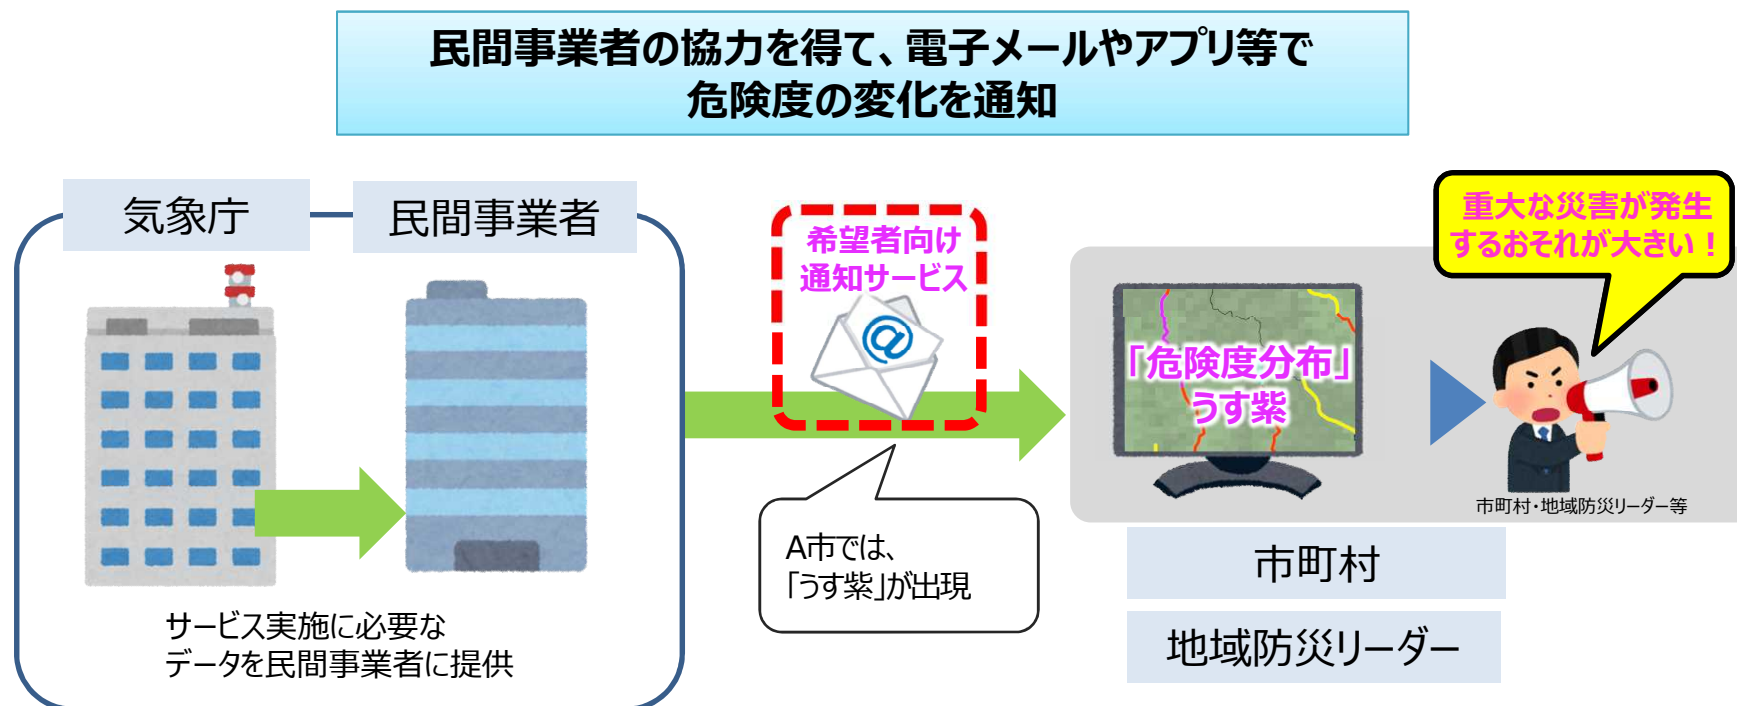 民間事業者の協力を得て、電子メールやアプリ等で
危険度の変化を通知
気象庁
民間事業者
サービス実施に必要な
データを民間事業者に提供
希望者向け
通知サービス
@
A市では、
「うす紫」が出現
「危険度分布」
うす紫
重大な災害が発生
するおそれが大きい！
市町村・地域防災リーダー等
市町村
地域防災リーダー